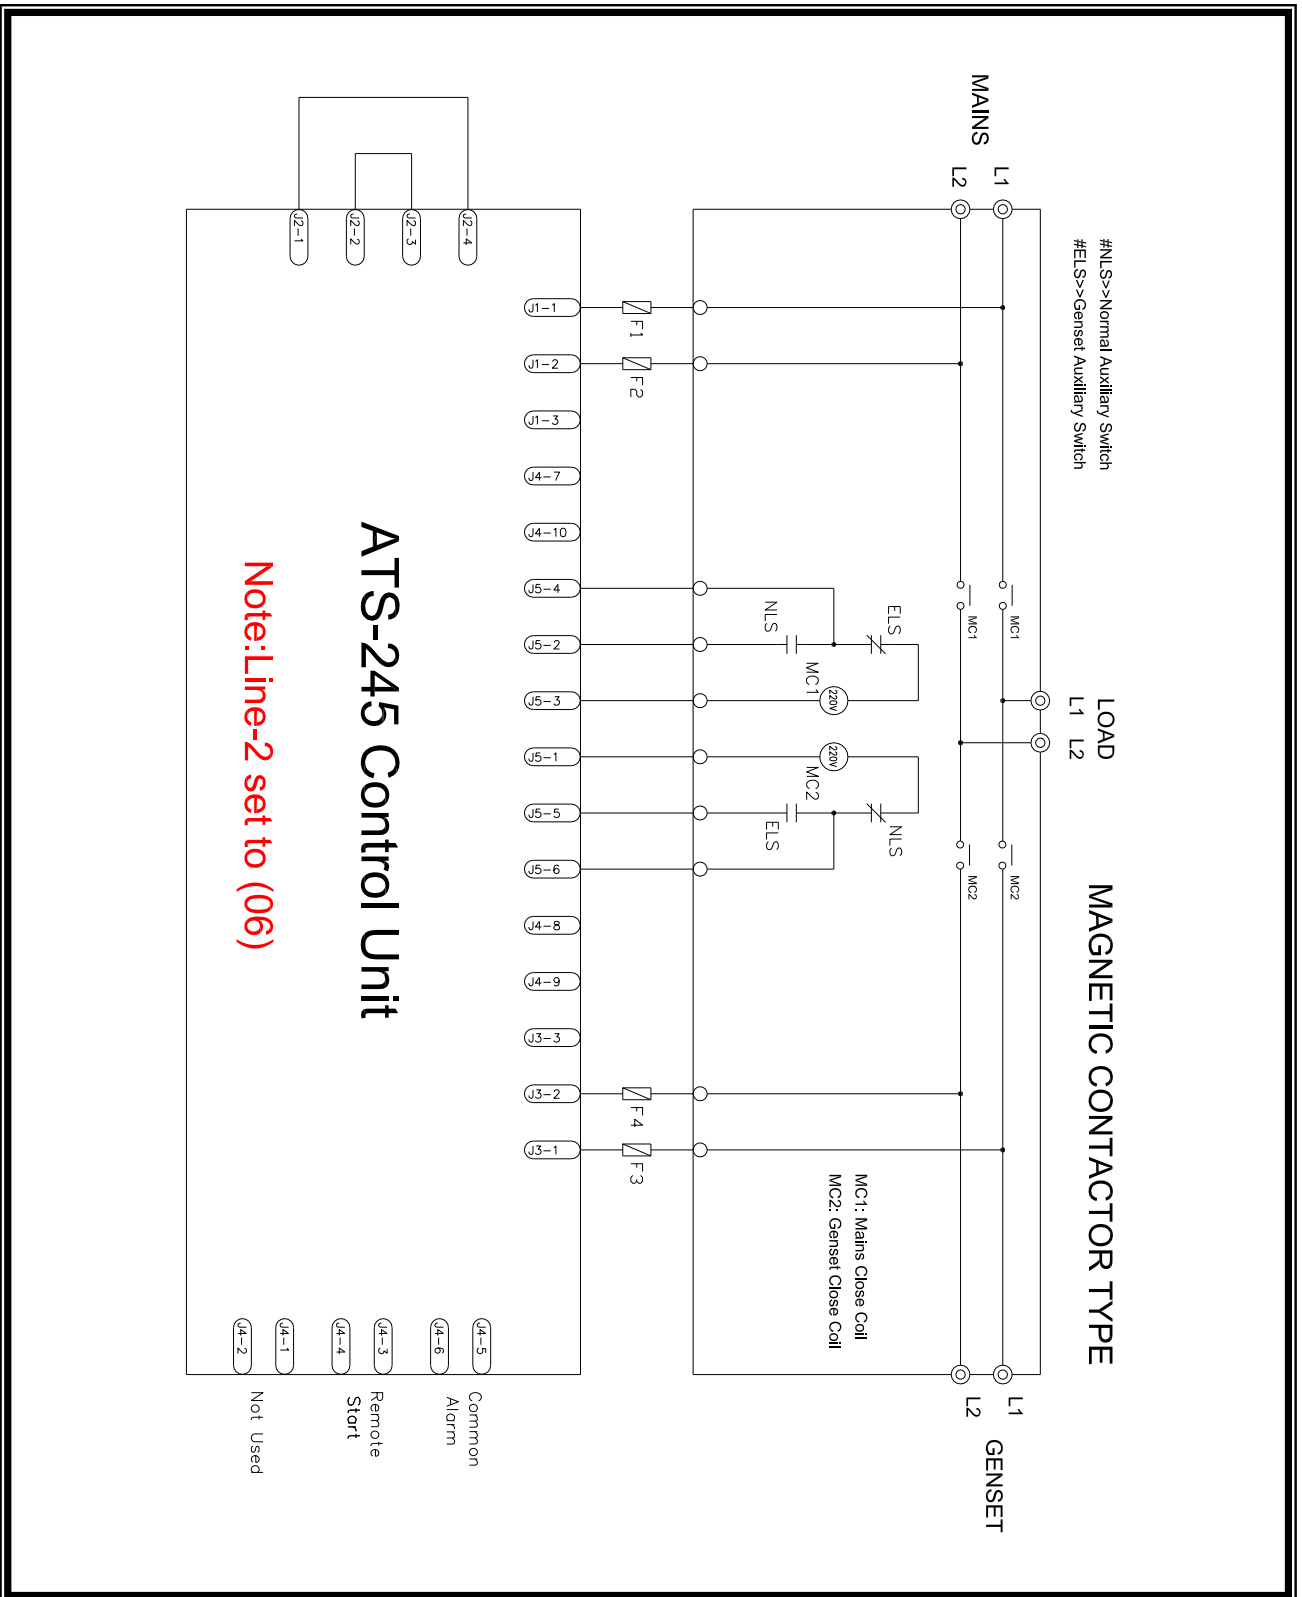 MAGNETIC CONTACTOR TYPE
#NLS>>Normal Auxiliary Switch
#ELS>>Genset Auxiliary Switch
LOAD
L1 L2
MAINS
L1
L2
L1
L2
GENSET
MC1
MC1
MC2
MC2
ELS
NLS
MC1
220V
220V
MC2
NLS
ELS
MC1: Mains Close Coil
MC2: Genset Close Coil
F1
F2
F4
F3
J1-1
J1-2
J1-3
J4-7
J4-10
J5-4
J5-2
J5-3
J5-1
J5-5
J5-6
J4-8
J4-9
J3-3
J3-2
J3-1
J2-4
J2-3
J2-2
J2-1
ATS-245 Control Unit
Note:Line-2 set to (06)
J4-5
J4-6
Common
Alarm
J4-3
J4-4
Remote
Start
J4-1
J4-2
Not Used